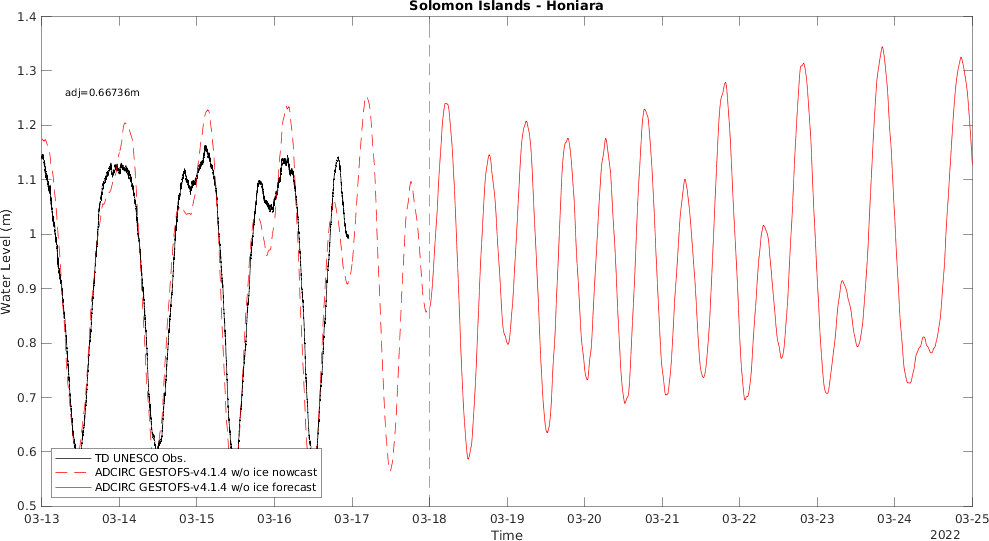 Solomon Islands - Honiara
1.4
1.3
1.2
1.1
1
0.9
0.8
0.7
0.6
0.5
Water Level (m)
adj=0.66736m
TD UNESCO Obs.
ADCIRC GESTOFS-v4.1.4 w/o ice nowcast
ADCIRC GESTOFS-v4.1.4 w/o ice forecast
03-13 03-14 03-15 03-16 03-17 03-18 03-19 03-20 03-21 03-22 03-23 03-24 03-25
Time
2022